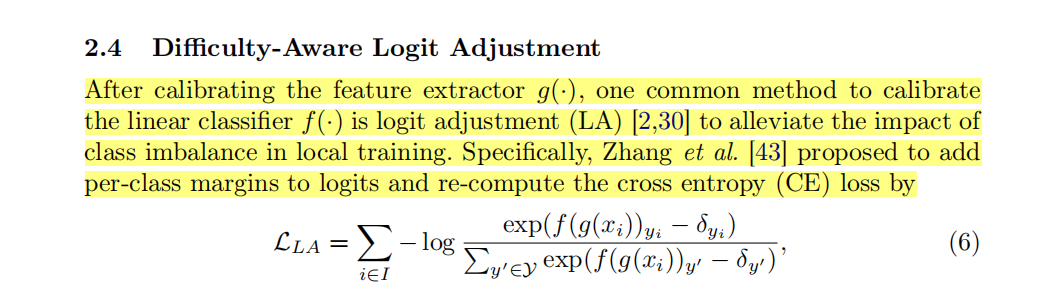 2.4 Difficulty-Aware Logit Adjustment
After calibrating the feature extractor g(·), one common method to calibrate
the linear classifier f(·) is logit adjustment (LA) [2,30] to alleviate the impact of
class imbalance in local training. Specifically, Zhang et al. [43] proposed to add
per-class margins to logits and re-compute the cross entropy (CE) loss by
\mathcal{L}_{LA} = \sum_{i \in I} - \log \frac{\exp(f(g(x_i))_{y_i} - \delta_{y_i})}{\sum_{y' \in \mathcal{Y}} \exp(f(g(x_i))_{y'} - \delta_{y'})}, (6)